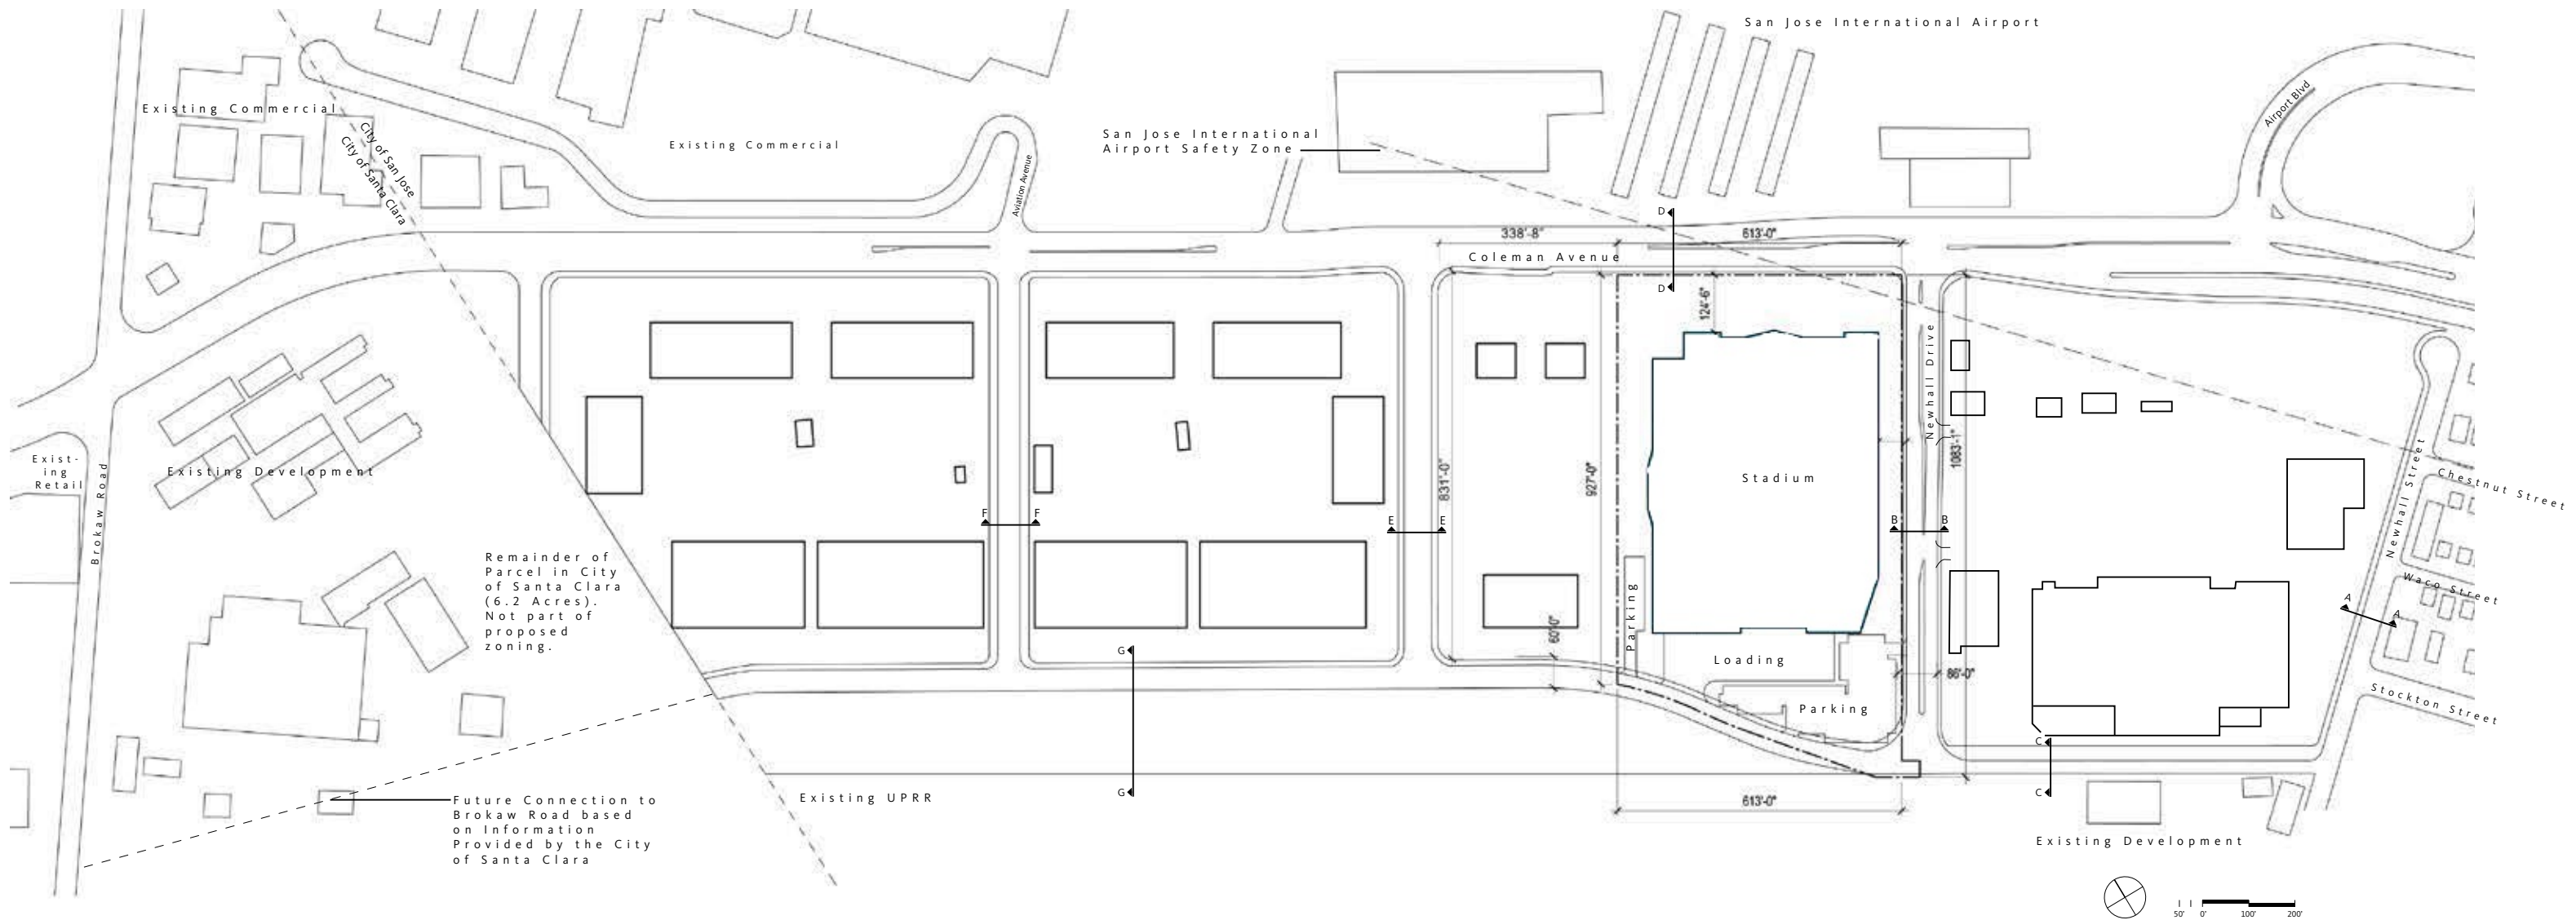 San Jose International Airport
Existing Commercial
City of San Jose
City of Santa Clara
Existing Commercial
Aviation Avenue
San Jose International
Airport Safety Zone
Airport Blvd
D
338'-8"
613'-0"
Coleman Avenue
D
124'-6"
Newhall Drive
Exist-
ing
Retail
Brokaw Road
Existing Development
831'-0"
927'-0"
Stadium
1083'-1"
Newhall Street
Chestnut Street
F
F
E
E
B
B
Remainder of
Parcel in City
of Santa Clara
(6.2 Acres).
Not part of
proposed
zoning.
Waco Street
A
A
60'-0"
Parking
G
Loading
86'-0"
Parking
Stockton Street
C
G
C
Existing UPRR
613'-0"
Future Connection to
Brokaw Road based
on Information
Provided by the City
of Santa Clara
Existing Development
50' 0' 100' 200'